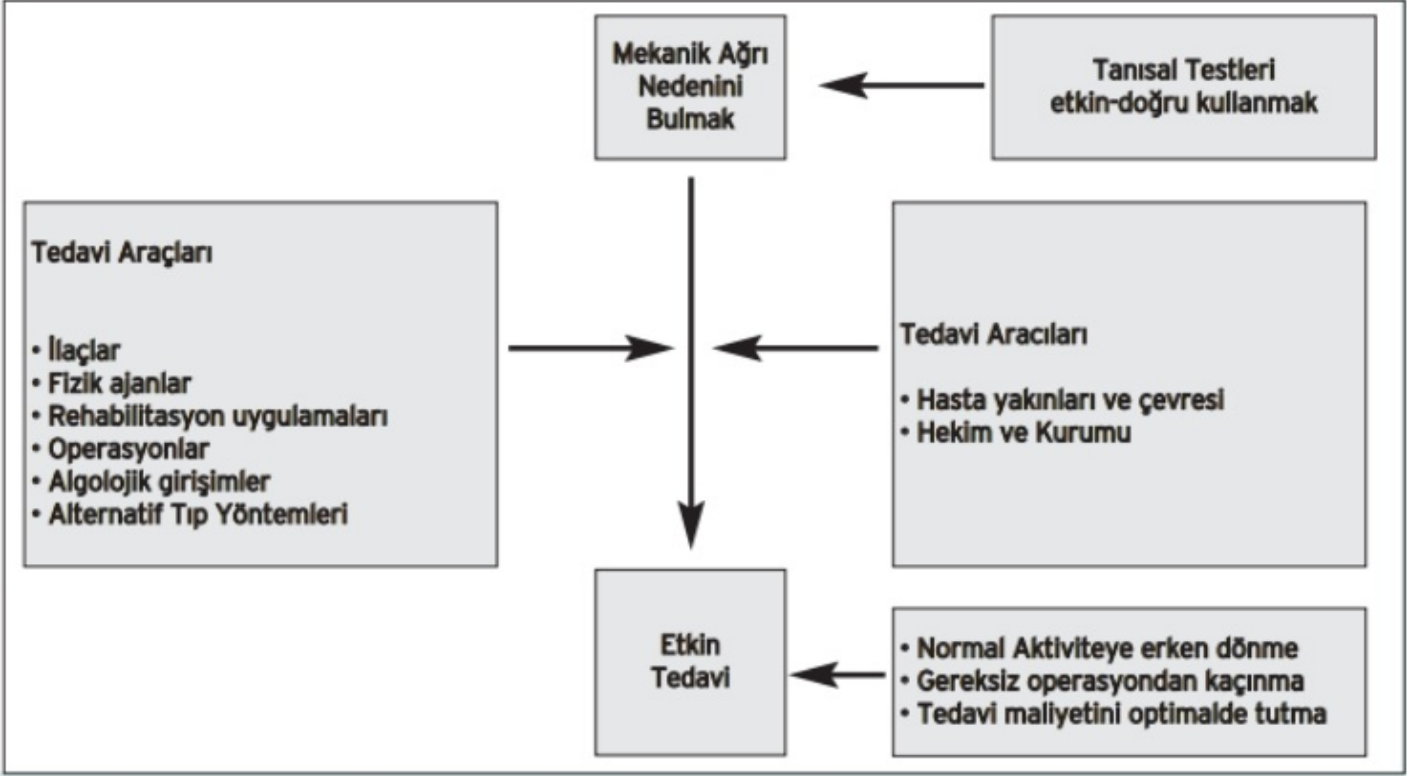 Mekanik Ağrı
Nedenini
Bulmak
Tanısal Testleri
etkin-doğru kullanmak
Tedavi Araçları
• İlaçlar
• Fizik ajanlar
• Rehabilitasyon uygulamaları
• Operasyonlar
• Algolojik girişimler
• Alternatif Tıp Yöntemleri
Tedavi Aracıları
• Hasta yakınları ve çevresi
• Hekim ve Kurumu
Etkin
Tedavi
• Normal Aktiviteye erken dönme
• Gereksiz operasyondan kaçınma
• Tedavi maliyetini optimalde tutma